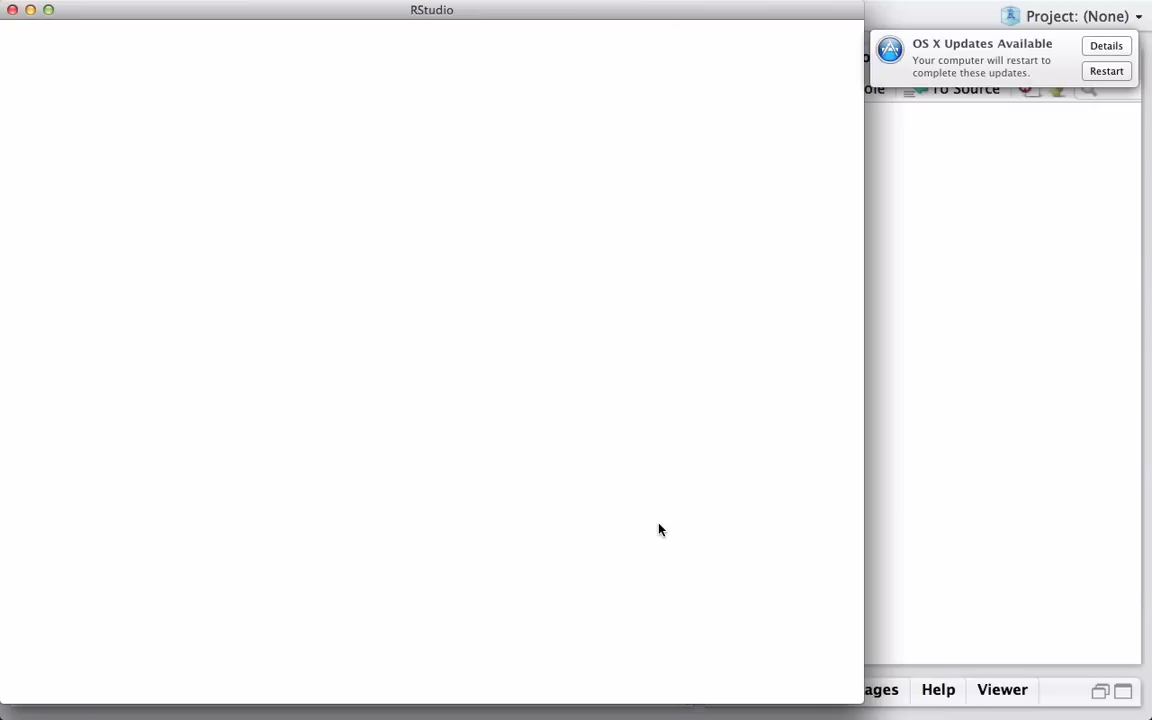 RStudio
Project: (None)
OS X Updates Available
Details
Your computer will restart to
complete these updates.
Restart
To Source
Help
Viewer